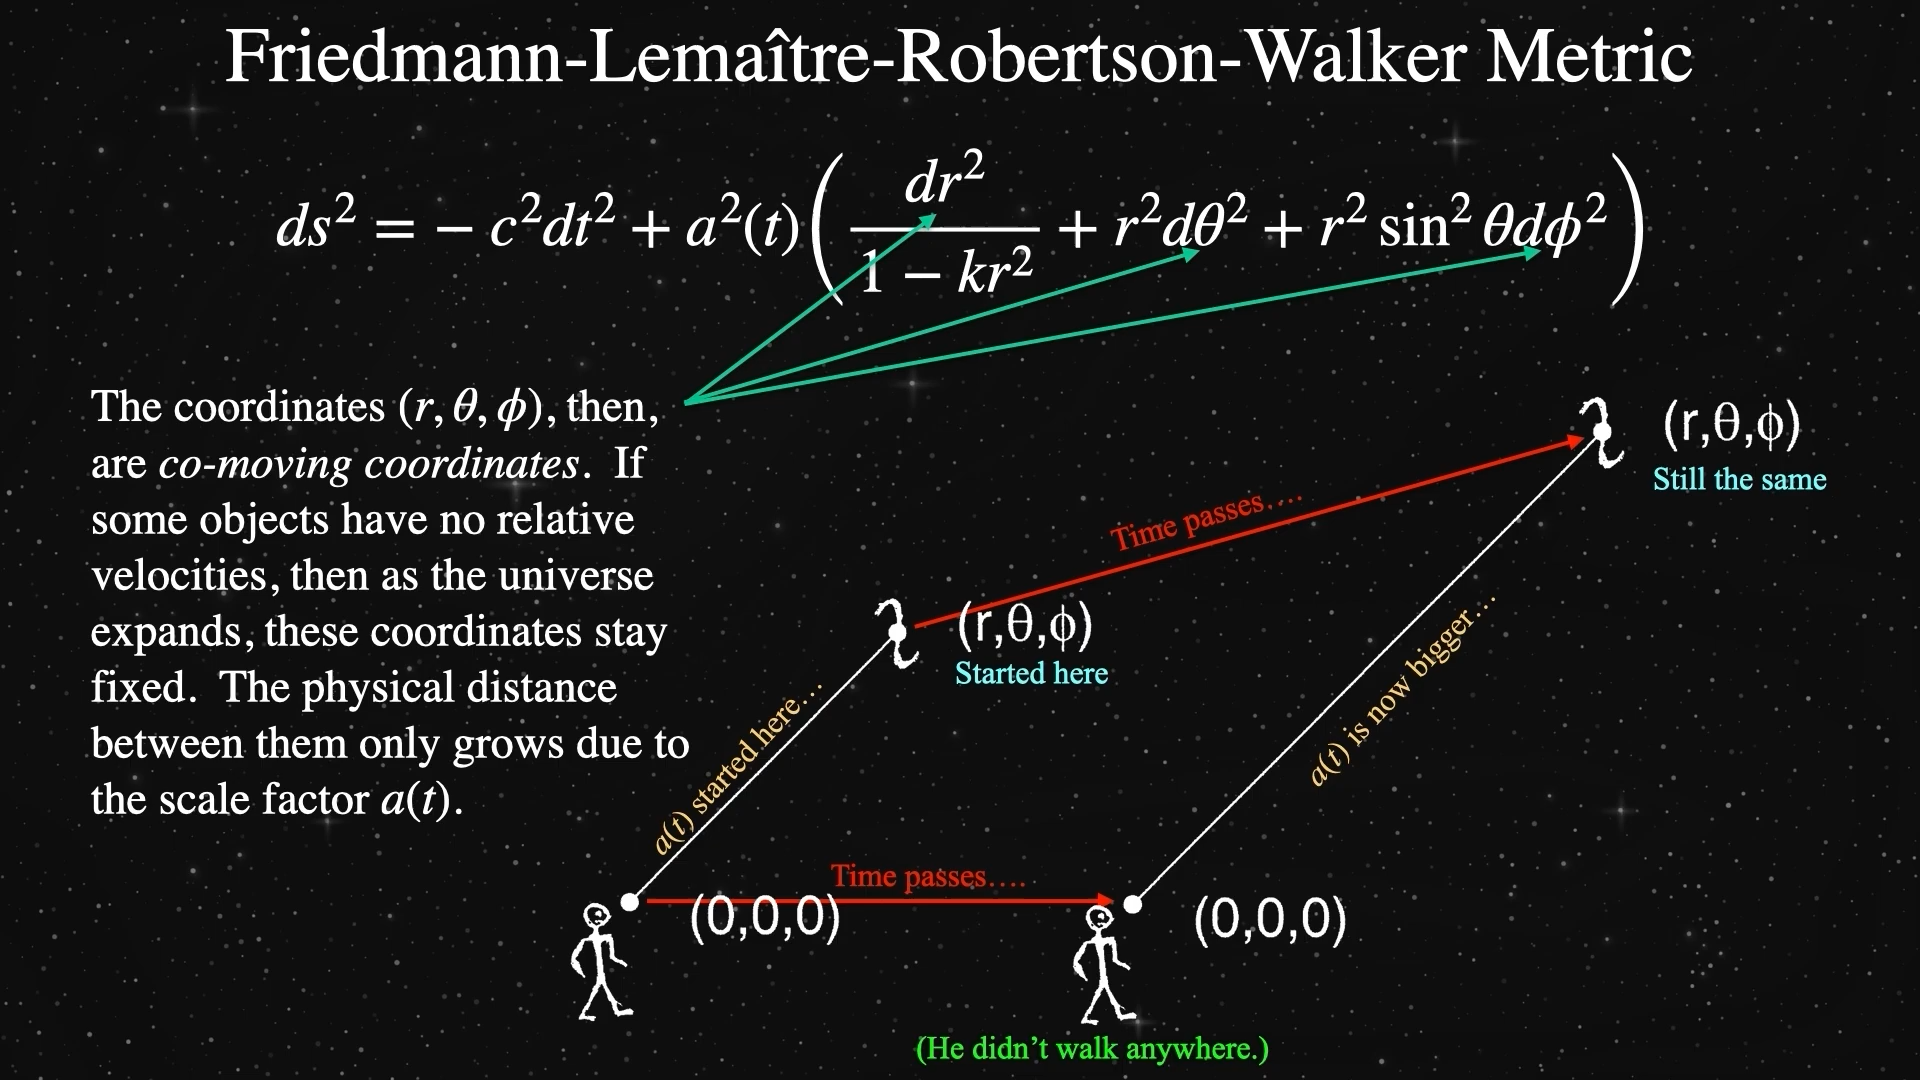 Friedmann-Lemaître-Robertson-Walker Metric
ds² = − c²dt² + a²(t)( dr² / (1 − kr²) + r²dθ² + r² sin² θdϕ² )
The coordinates (r, θ, ϕ), then,
are co-moving coordinates. If
some objects have no relative
velocities, then as the universe
expands, these coordinates stay
fixed. The physical distance
between them only grows due to
the scale factor a(t).
(r,θ,ϕ)
Still the same
Time passes....
(r,θ,ϕ)
Started here
a(t) started here...
a(t) is now bigger...
Time passes....
(0,0,0)
(0,0,0)
(He didn't walk anywhere.)